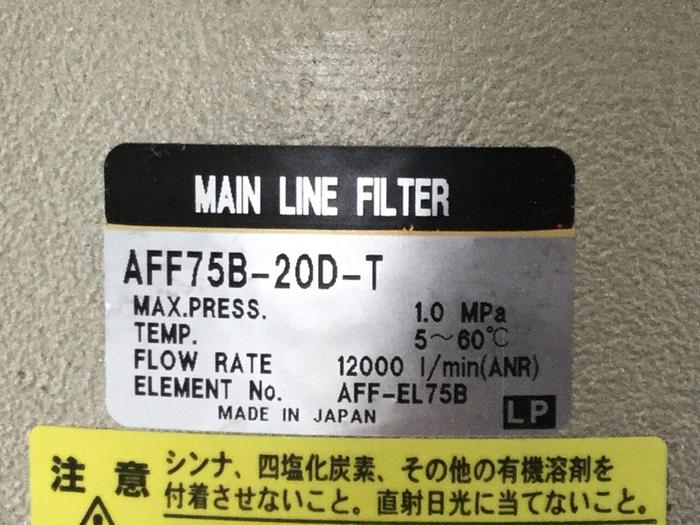 MAIN LINE FILTER
AFF75B-20D-T
MAX.PRESS. 1.0 MPa
TEMP. 5～60℃
FLOW RATE 12000 l/min(ANR)
ELEMENT No. AFF-EL75B
MADE IN JAPAN LP
注意 シンナ、四塩化炭素、その他の有機溶剤を
付着させないこと。直射日光に当てないこと。